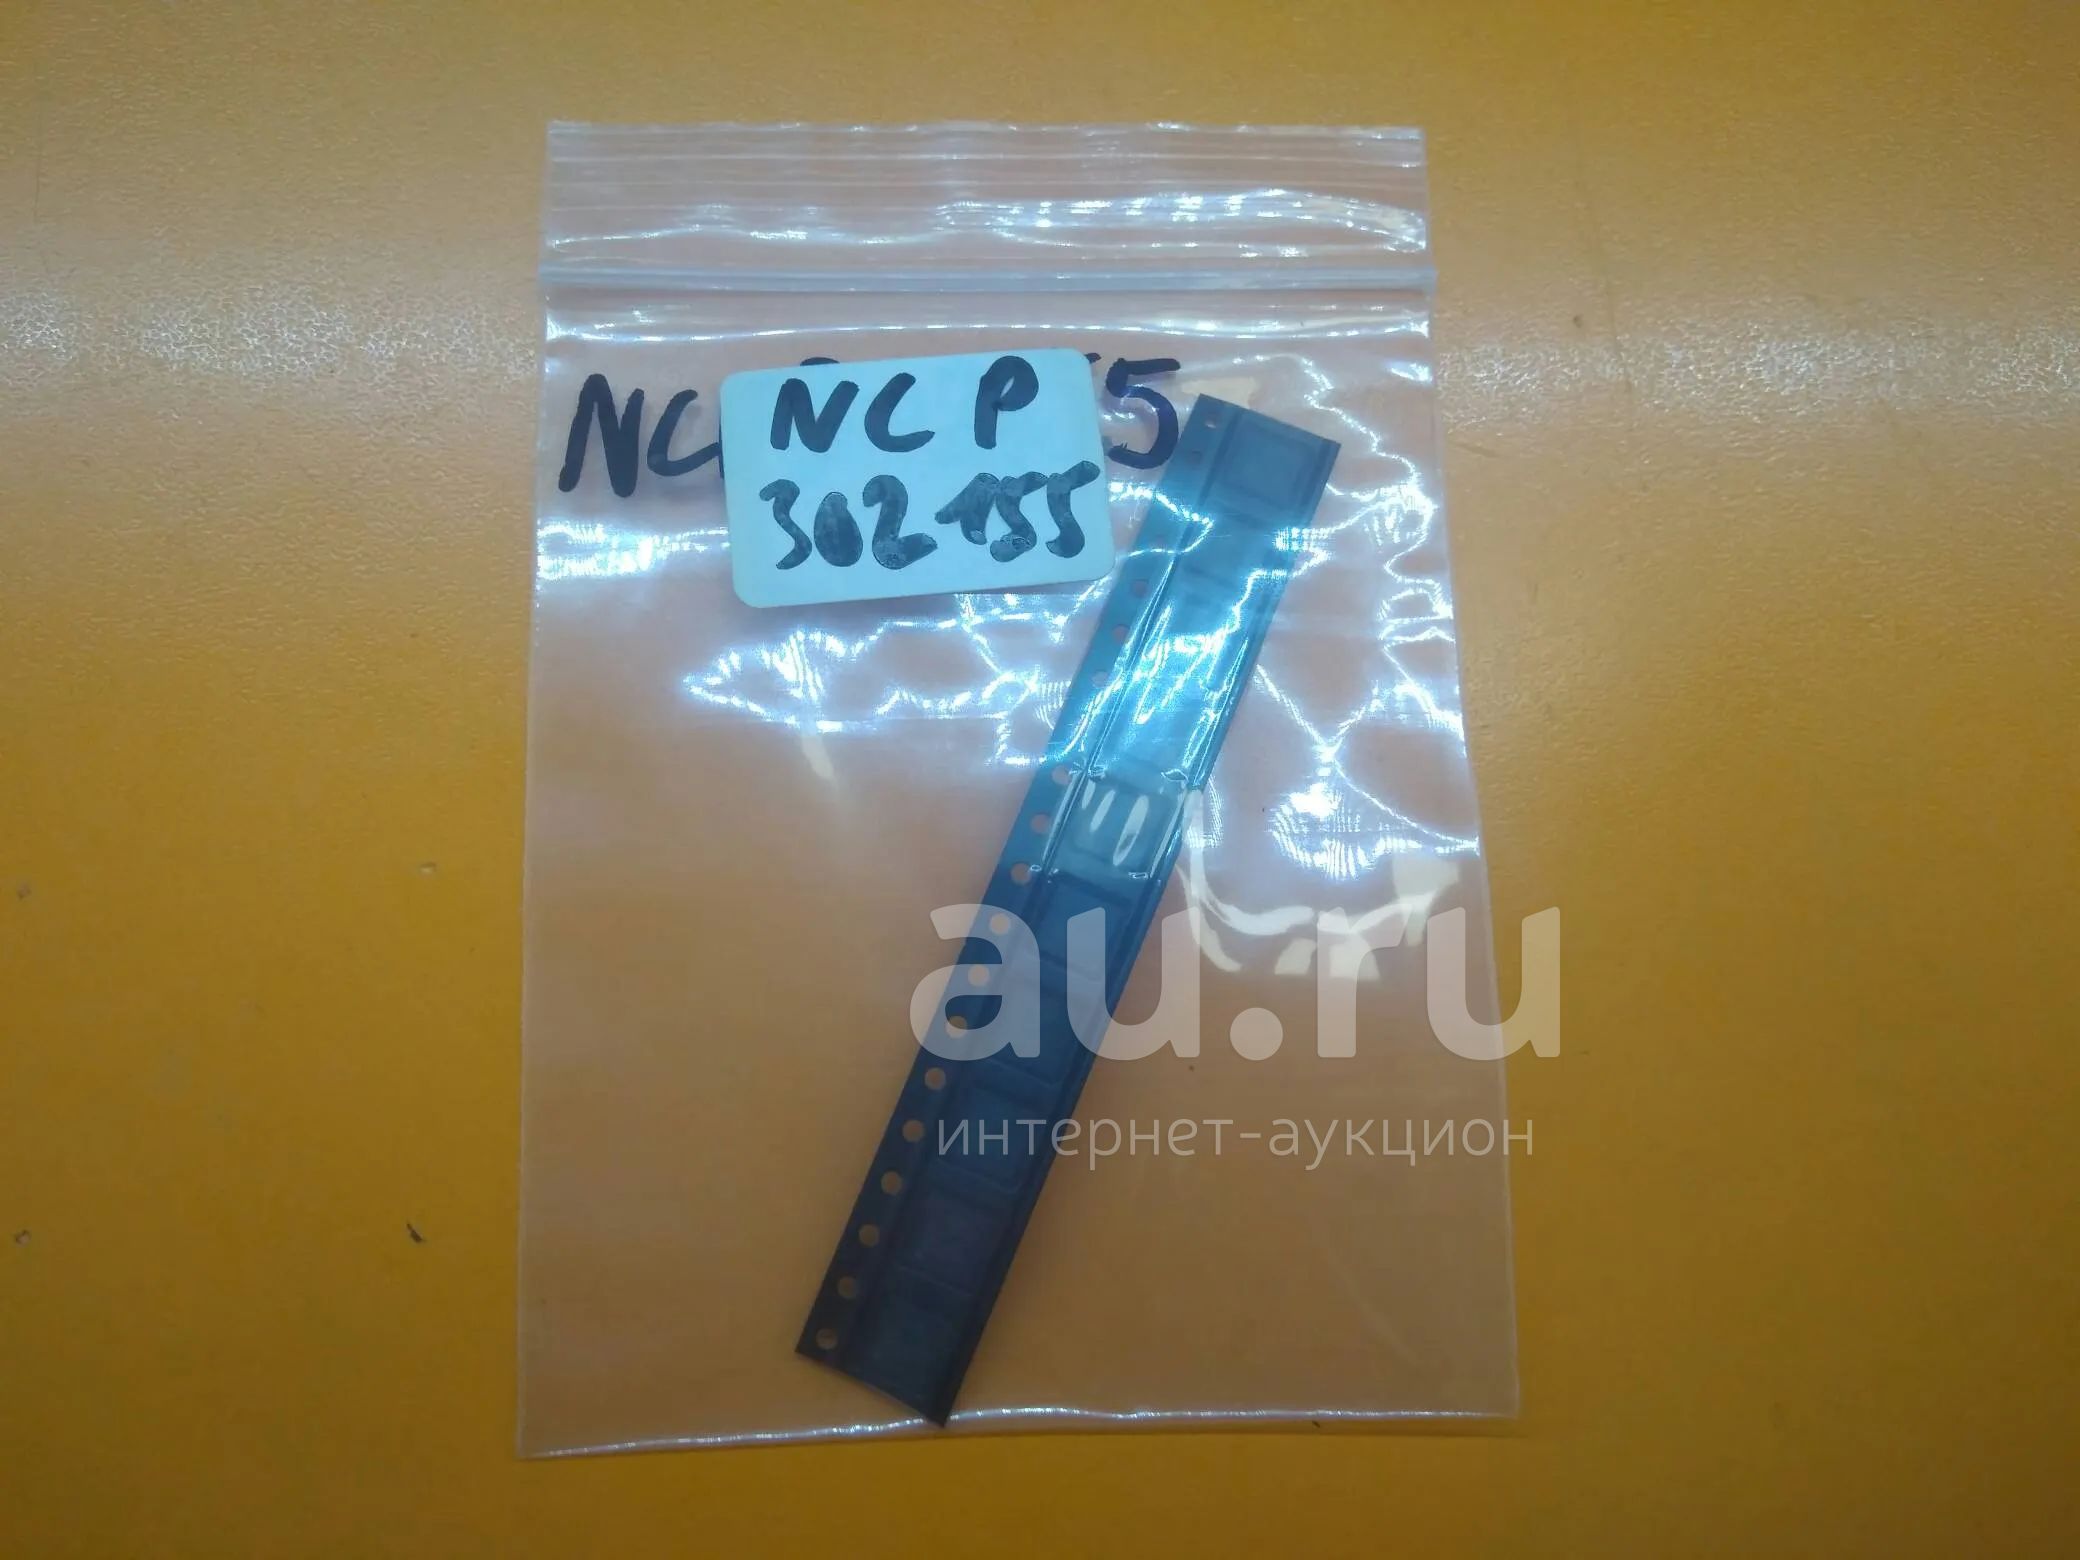 NCP
302155
au.ru
интернет-аукцион